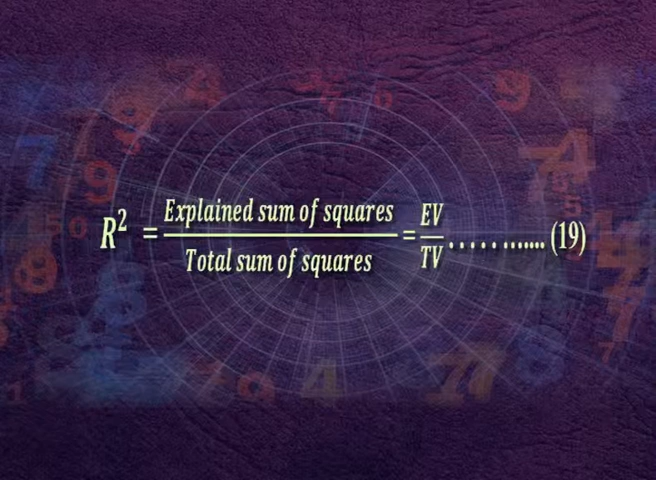 R² = Explained sum of squares / Total sum of squares = EV / TV ..... ....... (19)